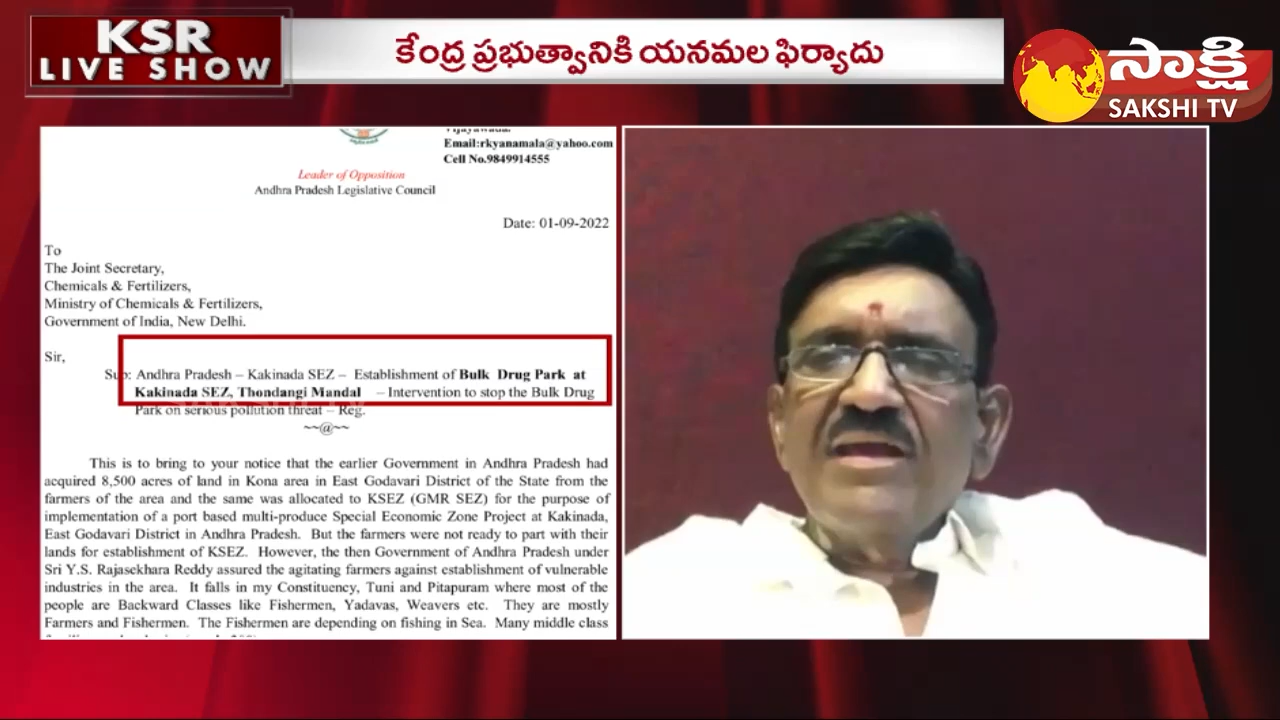 KSR
LIVE SHOW
కేంద్ర ప్రభుత్వానికి యనమల ఫిర్యాదు
సాక్షి
SAKSHI TV
Vijayawada.
Email:rkyanamala@yahoo.com
Cell No.9849914555
Leader of Opposition
Andhra Pradesh Legislative Council
Date: 01-09-2022
To
The Joint Secretary,
Chemicals & Fertilizers,
Ministry of Chemicals & Fertilizers,
Government of India, New Delhi.
Sir,
Sub: Andhra Pradesh – Kakinada SEZ – Establishment of Bulk Drug Park at
Kakinada SEZ, Thondangi Mandal – Intervention to stop the Bulk Drug
Park on serious pollution threat – Reg.
~~@~~
This is to bring to your notice that the earlier Government in Andhra Pradesh had
acquired 8,500 acres of land in Kona area in East Godavari District of the State from the
farmers of the area and the same was allocated to KSEZ (GMR SEZ) for the purpose of
implementation of a port based multi-produce Special Economic Zone Project at Kakinada,
East Godavari District in Andhra Pradesh. But the farmers were not ready to part with their
lands for establishment of KSEZ. However, the then Government of Andhra Pradesh under
Sri Y.S. Rajasekhara Reddy assured the agitating farmers against establishment of vulnerable
industries in the area. It falls in my Constituency, Tuni and Pitapuram where most of the
people are Backward Classes like Fishermen, Yadavas, Weavers etc. They are mostly
Farmers and Fishermen. The Fishermen are depending on fishing in Sea. Many middle class